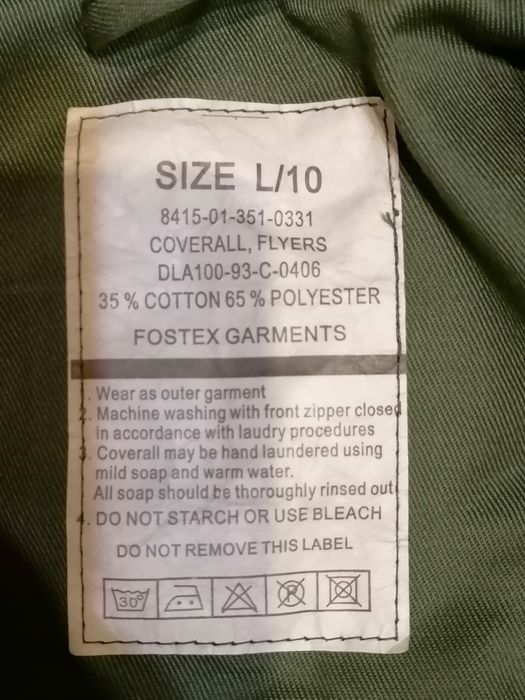 SIZE L/10
8415-01-351-0331
COVERALL, FLYERS
DLA100-93-C-0406
35 % COTTON 65 % POLYESTER
FOSTEX GARMENTS
1. Wear as outer garment
2. Machine washing with front zipper closed
in accordance with laudry procedures
3. Coverall may be hand laundered using
mild soap and warm water.
All soap should be thoroughly rinsed out
4. DO NOT STARCH OR USE BLEACH
DO NOT REMOVE THIS LABEL
30° P